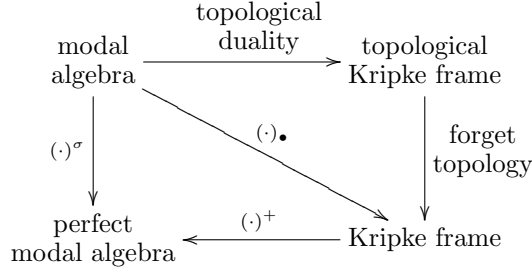 topological
duality
modal
algebra
topological
Kripke frame
(·)σ
(·)•
forget
topology
perfect
modal algebra
(·)+
Kripke frame